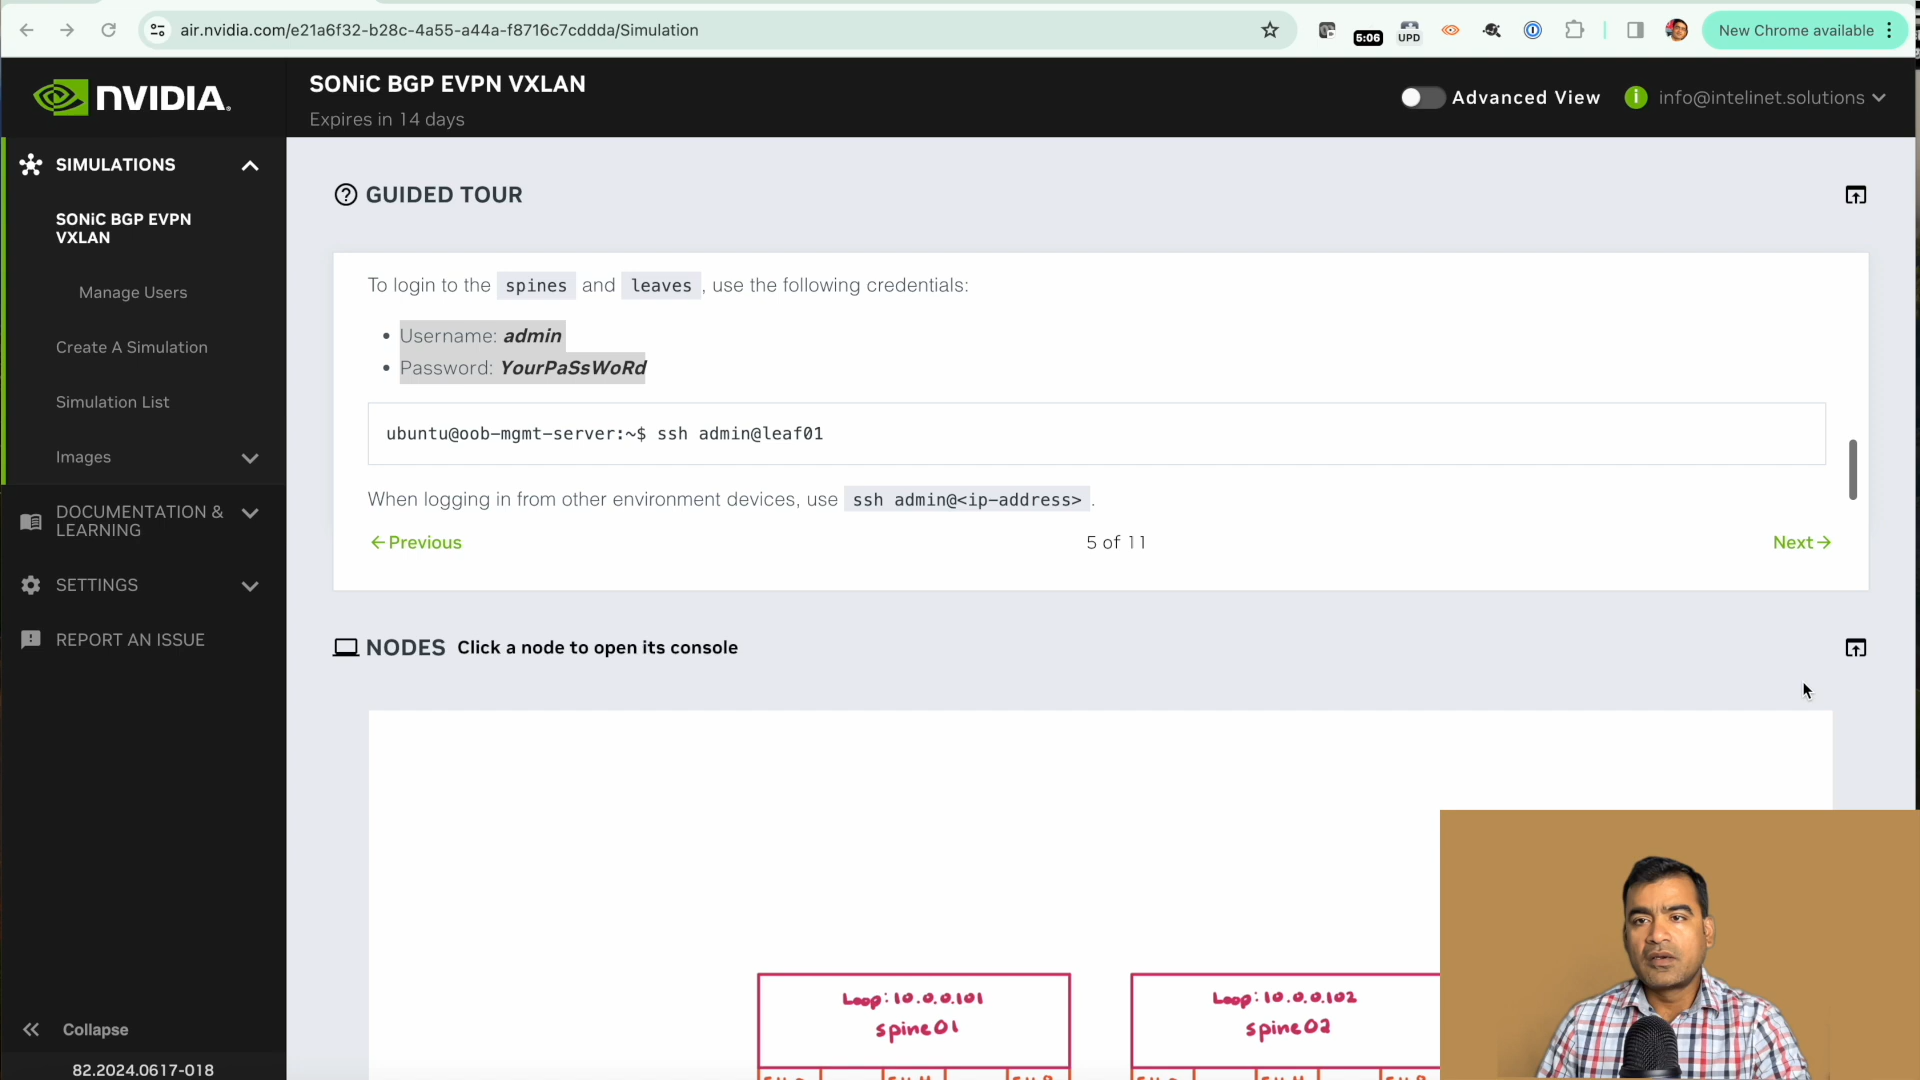 air.nvidia.com/e21a6f32-b28c-4a55-a44a-f8716c7cddda/Simulation
5:06
UPD
New Chrome available
NVIDIA.
SONiC BGP EVPN VXLAN
Expires in 14 days
Advanced View
info@intelinet.solutions
SIMULATIONS
SONiC BGP EVPN
VXLAN
Manage Users
Create A Simulation
Simulation List
Images
DOCUMENTATION &
LEARNING
SETTINGS
REPORT AN ISSUE
Collapse
82.2024.0617-018
GUIDED TOUR
To login to the spines and leaves, use the following credentials:
• Username: admin
• Password: YourPaSsWoRd
ubuntu@oob-mgmt-server:~$ ssh admin@leaf01
When logging in from other environment devices, use ssh admin@<ip-address>.
←Previous
5 of 11
Next→
NODES Click a node to open its console
Loop: 10.0.0.101
spine01
Loop: 10.0.0.102
spine02